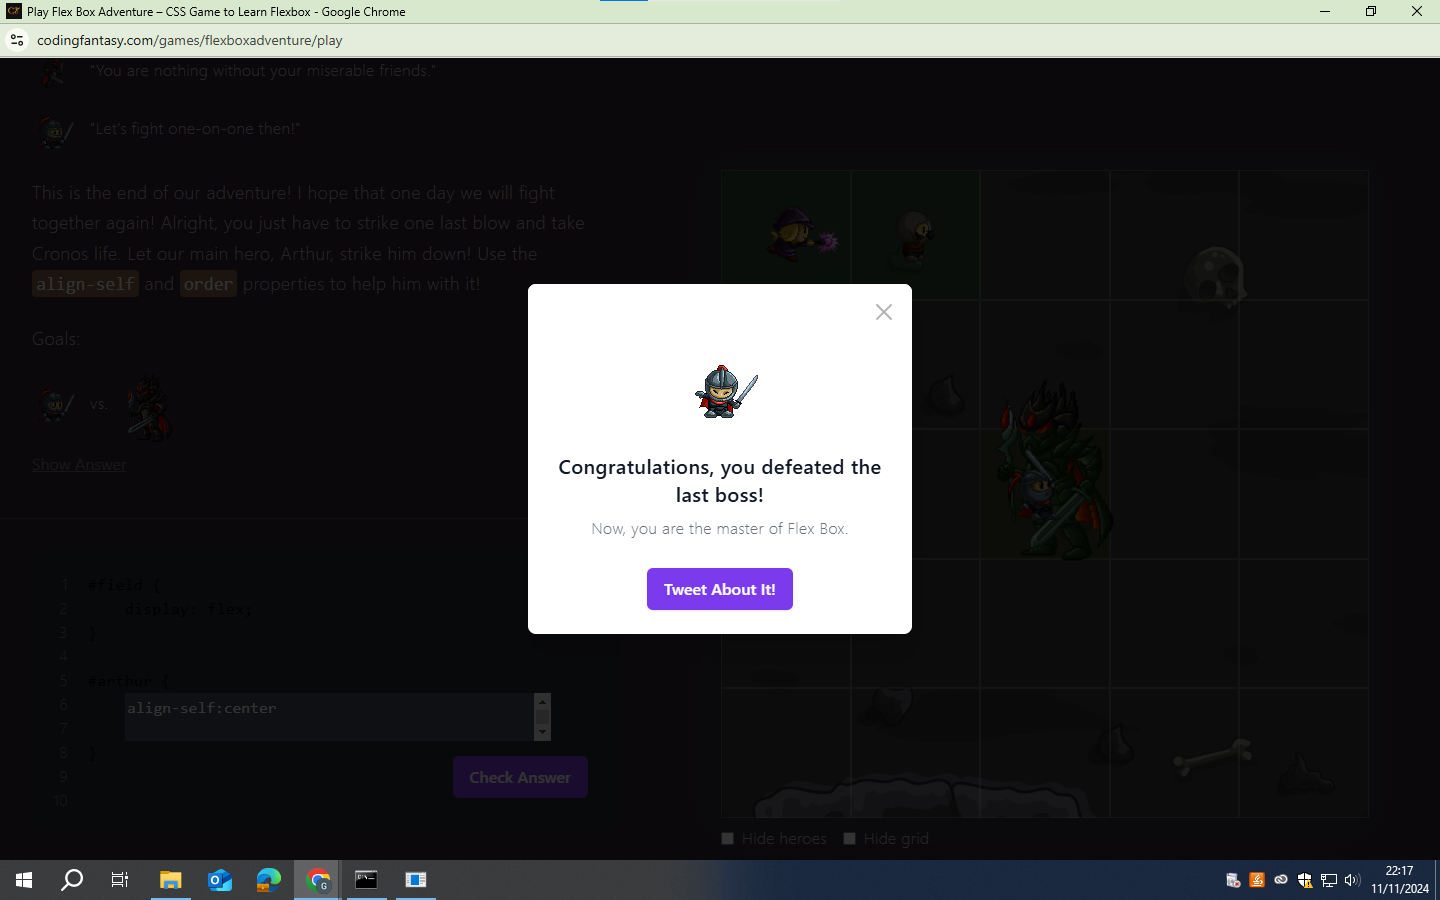 Play Flex Box Adventure – CSS Game to Learn Flexbox - Google Chrome
codingfantasy.com/games/flexboxadventure/play
"You are nothing without your miserable friends."
"Let's fight one-on-one then!"
This is the end of our adventure! I hope that one day we will fight
together again! Alright, you just have to strike one last blow and take
Cronos life. Let our main hero, Arthur, strike him down! Use the
align-self and order properties to help him with it!
Goals:
vs.
Show Answer
Congratulations, you defeated the
last boss!
Now, you are the master of Flex Box.
Tweet About It!
1 #field {
2 display: flex;
3 }
4
5 #arthur {
6 align-self:center
7
8 }
9
10
Check Answer
Hide heroes Hide grid
22:17
11/11/2024